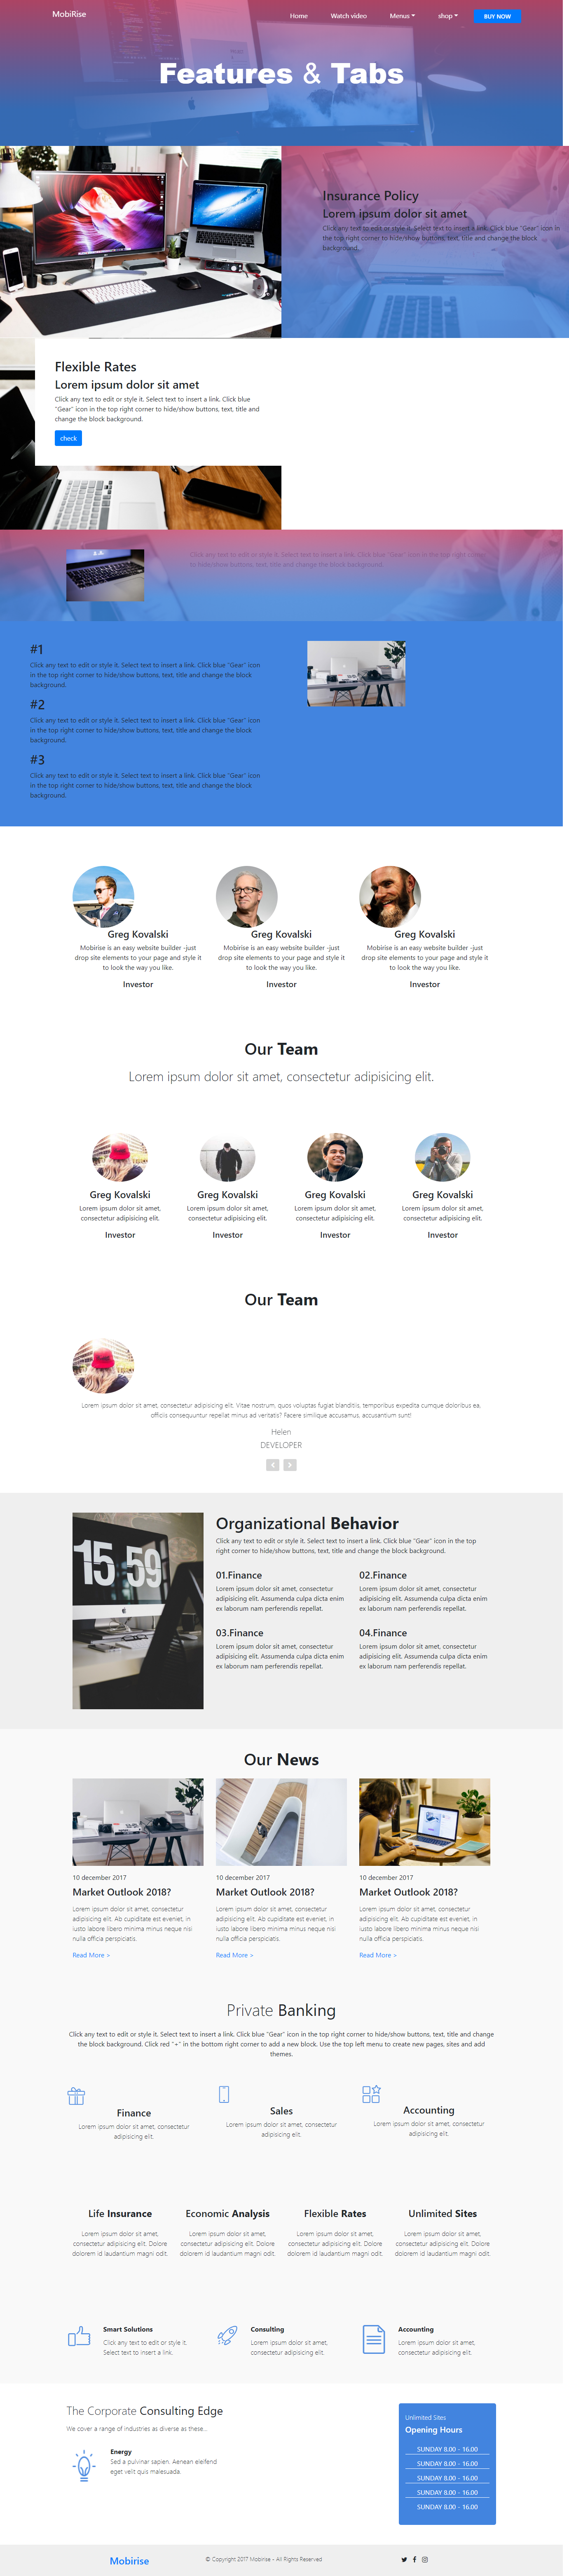 MobiRise
Home Watch video Menus shop BUY NOW
Features & Tabs
Insurance Policy
Lorem ipsum dolor sit amet
Click any text to edit or style it. Select text to insert a link. Click blue "Gear" icon in
the top right corner to hide/show buttons, text, title and change the block
background.
Flexible Rates
Lorem ipsum dolor sit amet
Click any text to edit or style it. Select text to insert a link. Click blue
"Gear" icon in the top right corner to hide/show buttons, text, title and
change the block background.
check
Click any text to edit or style it. Select text to insert a link. Click blue "Gear" icon in the top right corner
to hide/show buttons, text, title and change the block background.
#1
Click any text to edit or style it. Select text to insert a link. Click blue "Gear" icon
in the top right corner to hide/show buttons, text, title and change the block
background.
#2
Click any text to edit or style it. Select text to insert a link. Click blue "Gear" icon
in the top right corner to hide/show buttons, text, title and change the block
background.
#3
Click any text to edit or style it. Select text to insert a link. Click blue "Gear" icon
in the top right corner to hide/show buttons, text, title and change the block
background.
Greg Kovalski
Mobirise is an easy website builder -just
drop site elements to your page and style it
to look the way you like.
Investor
Greg Kovalski
Mobirise is an easy website builder -just
drop site elements to your page and style it
to look the way you like.
Investor
Greg Kovalski
Mobirise is an easy website builder -just
drop site elements to your page and style it
to look the way you like.
Investor
Our Team
Lorem ipsum dolor sit amet, consectetur adipisicing elit.
Greg Kovalski
Lorem ipsum dolor sit amet,
consectetur adipisicing elit.
Investor
Greg Kovalski
Lorem ipsum dolor sit amet,
consectetur adipisicing elit.
Investor
Greg Kovalski
Lorem ipsum dolor sit amet,
consectetur adipisicing elit.
Investor
Greg Kovalski
Lorem ipsum dolor sit amet,
consectetur adipisicing elit.
Investor
Our Team
Lorem ipsum dolor sit amet, consectetur adipisicing elit. Vitae nostrum, quos voluptas fugiat blanditiis, temporibus expedita cumque doloribus ea,
officiis consequuntur repellat minus ad veritatis? Facere similique accusamus, accusantium sunt!
Helen
DEVELOPER
15 59
Organizational Behavior
Click any text to edit or style it. Select text to insert a link. Click blue "Gear" icon in the top
right corner to hide/show buttons, text, title and change the block background.
01.Finance
Lorem ipsum dolor sit amet, consectetur
adipisicing elit. Assumenda culpa dicta enim
ex laborum nam perferendis repellat.
02.Finance
Lorem ipsum dolor sit amet, consectetur
adipisicing elit. Assumenda culpa dicta enim
ex laborum nam perferendis repellat.
03.Finance
Lorem ipsum dolor sit amet, consectetur
adipisicing elit. Assumenda culpa dicta enim
ex laborum nam perferendis repellat.
04.Finance
Lorem ipsum dolor sit amet, consectetur
adipisicing elit. Assumenda culpa dicta enim
ex laborum nam perferendis repellat.
Our News
10 december 2017
Market Outlook 2018?
Lorem ipsum dolor sit amet, consectetur
adipisicing elit. Ab cupiditate est eveniet, in
iusto labore libero minima minus neque nisi
nulla officia perspiciatis.
Read More >
10 december 2017
Market Outlook 2018?
Lorem ipsum dolor sit amet, consectetur
adipisicing elit. Ab cupiditate est eveniet, in
iusto labore libero minima minus neque nisi
nulla officia perspiciatis.
Read More >
10 december 2017
Market Outlook 2018?
Lorem ipsum dolor sit amet, consectetur
adipisicing elit. Ab cupiditate est eveniet, in
iusto labore libero minima minus neque nisi
nulla officia perspiciatis.
Read More >
Private Banking
Click any text to edit or style it. Select text to insert a link. Click blue "Gear" icon in the top right corner to hide/show buttons, text, title and change
the block background. Click red "+" in the bottom right corner to add a new block. Use the top left menu to create new pages, sites and add
themes.
Finance
Lorem ipsum dolor sit amet, consectetur
adipisicing elit.
Sales
Lorem ipsum dolor sit amet, consectetur
adipisicing elit.
Accounting
Lorem ipsum dolor sit amet, consectetur
adipisicing elit.
Life Insurance
Lorem ipsum dolor sit amet,
consectetur adipisicing elit. Dolore
dolorem id laudantium magni odit.
Economic Analysis
Lorem ipsum dolor sit amet,
consectetur adipisicing elit. Dolore
dolorem id laudantium magni odit.
Flexible Rates
Lorem ipsum dolor sit amet,
consectetur adipisicing elit. Dolore
dolorem id laudantium magni odit.
Unlimited Sites
Lorem ipsum dolor sit amet,
consectetur adipisicing elit. Dolore
dolorem id laudantium magni odit.
Smart Solutions
Click any text to edit or style it.
Select text to insert a link.
Consulting
Lorem ipsum dolor sit amet,
consectetur adipisicing elit.
Accounting
Lorem ipsum dolor sit amet,
consectetur adipisicing elit.
The Corporate Consulting Edge
We cover a range of industries as diverse as these...
Energy
Sed a pulvinar sapien. Aenean eleifend
eget velit quis malesuada.
Unlimited Sites
Opening Hours
SUNDAY 8.00 - 16.00
SUNDAY 8.00 - 16.00
SUNDAY 8.00 - 16.00
SUNDAY 8.00 - 16.00
SUNDAY 8.00 - 16.00
Mobirise
© Copyright 2017 Mobirise - All Rights Reserved